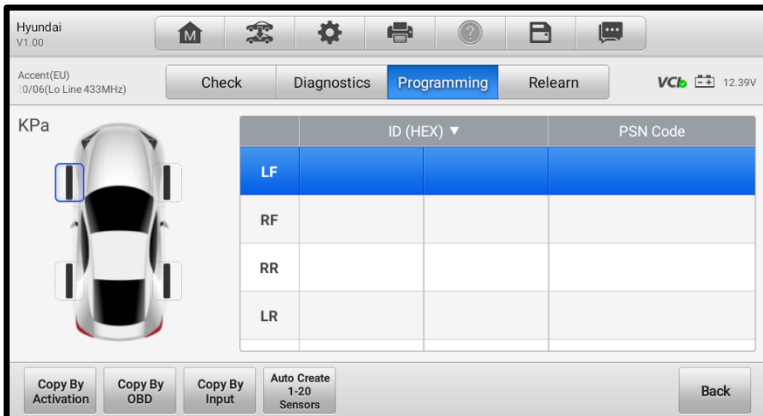 Hyundai
V1.00
M
?
Accent(EU)
0/06(Lo Line 433MHz)
Check
Diagnostics
Programming
Relearn
VCI
12.39V
KPa
ID (HEX) ▼
PSN Code
LF
RF
RR
LR
Copy By
Activation
Copy By
OBD
Copy By
Input
Auto Create
1-20
Sensors
Back